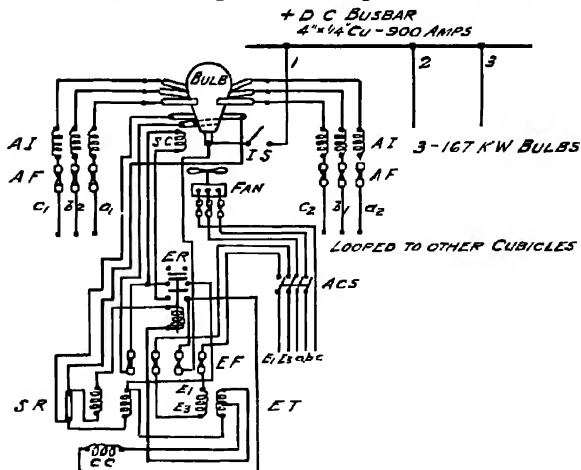 + D C BUSBAR
4" x 1/4" CU - 900 AMPS
1
2
3
BULB
AI
AF
C1 b2 a1
SC
IS
FAN
C2 b1 a2
AI
AF
3-167 KW BULBS
LOOPED TO OTHER CUBICLES
ER
ACS
E1 E3 a b c
EF
E1
E3
ET
SR
CC